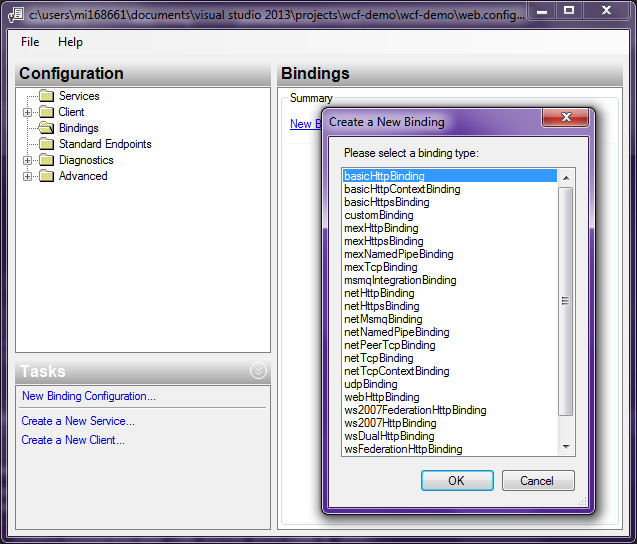 c:\users\mi168661\documents\visual studio 2013\projects\wcf-demo\wcf-demo\web.config...
File Help
Configuration
Services
Client
Bindings
Standard Endpoints
Diagnostics
Advanced
Tasks
New Binding Configuration...
Create a New Service...
Create a New Client...
Bindings
Summary
New B
Create a New Binding
Please select a binding type:
basicHttpBinding
basicHttpContextBinding
basicHttpsBinding
customBinding
mexHttpBinding
mexHttpsBinding
mexNamedPipeBinding
mexTcpBinding
msmqIntegrationBinding
netHttpBinding
netHttpsBinding
netMsmqBinding
netNamedPipeBinding
netPeerTcpBinding
netTcpBinding
netTcpContextBinding
udpBinding
webHttpBinding
ws2007FederationHttpBinding
ws2007HttpBinding
wsDualHttpBinding
wsFederationHttpBinding
OK Cancel